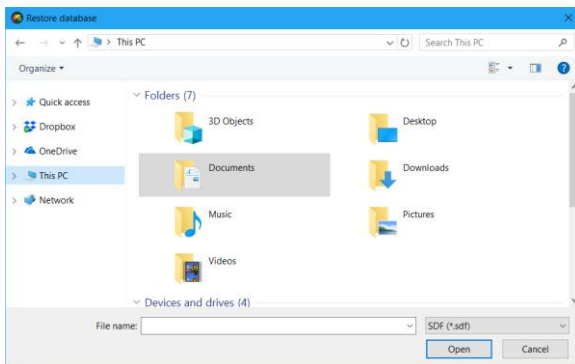 Restore database
This PC
Search This PC
Organize
Quick access
Dropbox
OneDrive
This PC
Network
Folders (7)
3D Objects
Desktop
Documents
Downloads
Music
Pictures
Videos
Devices and drives (4)
File name:
SDF (*.sdf)
Open
Cancel